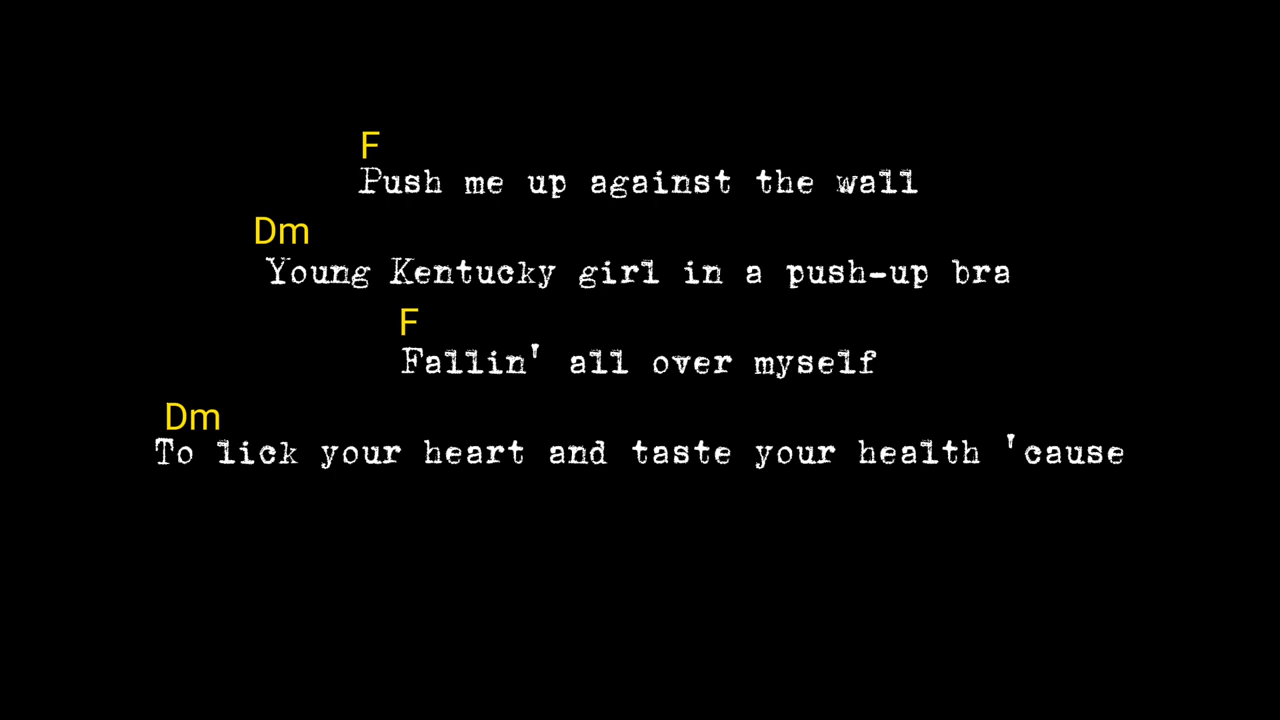 F
Push me up against the wall
Dm
Young Kentucky girl in a push-up bra
F
Fallin' all over myself
Dm
To lick your heart and taste your health 'cause